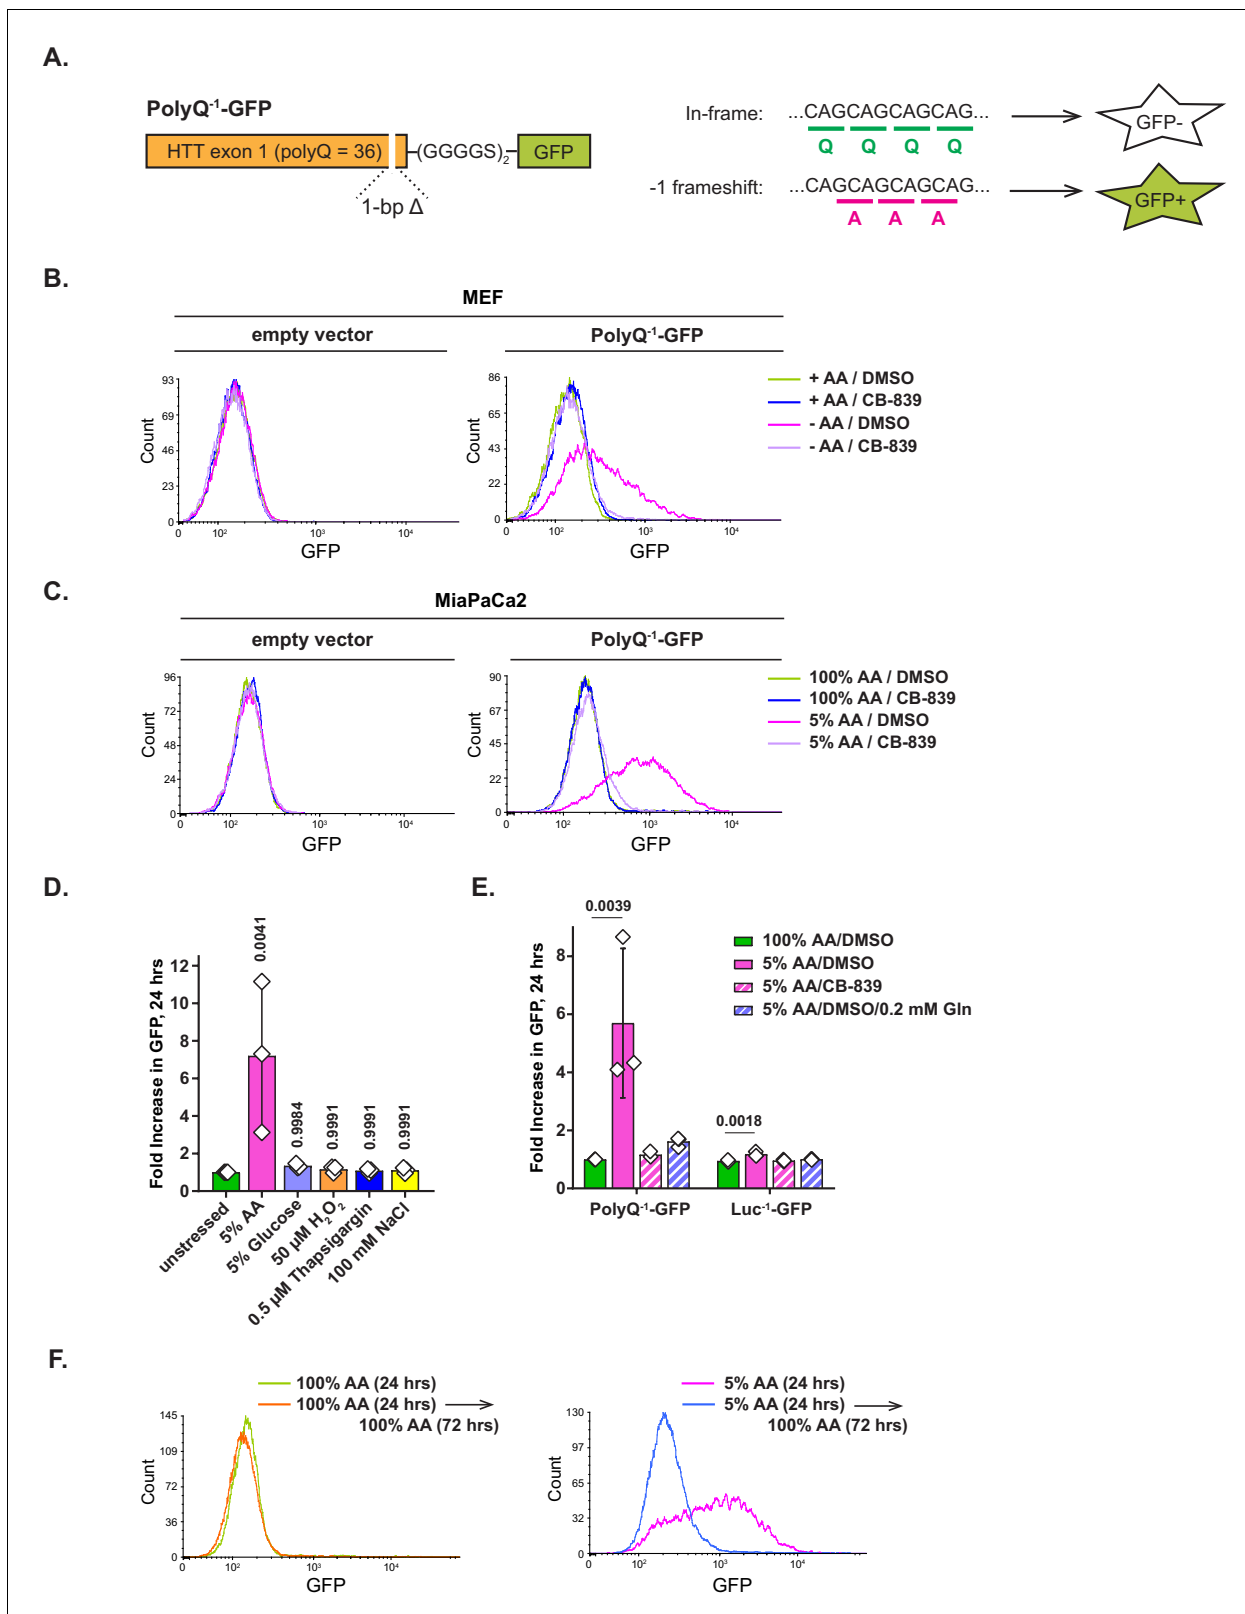 A.
PolyQ⁻¹-GFP
HTT exon 1 (polyQ = 36)
(GGGGS)₂
GFP
1-bp Δ
In-frame:
...CAGCAGCAGCAG...
Q Q Q Q
GFP-
-1 frameshift:
...CAGCAGCAGCAG...
A A A
GFP+
B.
MEF
empty vector
PolyQ⁻¹-GFP
93
69
46
23
0
Count
0 10² 10³ 10⁴
GFP
86
65
43
22
0
Count
0 10² 10³ 10⁴
GFP
+ AA / DMSO
+ AA / CB-839
- AA / DMSO
- AA / CB-839
C.
MiaPaCa2
empty vector
PolyQ⁻¹-GFP
96
72
48
24
0
Count
0 10² 10³ 10⁴
GFP
90
67
45
22
0
Count
0 10² 10³ 10⁴
GFP
100% AA / DMSO
100% AA / CB-839
5% AA / DMSO
5% AA / CB-839
D.
Fold Increase in GFP, 24 hrs
12
10
8
6
4
2
0
0.0041
0.9984
0.9991
0.9991
0.9991
unstressed
5% AA
5% Glucose
50 µM H₂O₂
0.5 µM Thapsigargin
100 mM NaCl
E.
Fold Increase in GFP, 24 hrs
8
6
4
2
0
0.0039
0.0018
PolyQ⁻¹-GFP
Luc⁻¹-GFP
100% AA/DMSO
5% AA/DMSO
5% AA/CB-839
5% AA/DMSO/0.2 mM Gln
F.
100% AA (24 hrs)
100% AA (24 hrs)
100% AA (72 hrs)
145
109
72
36
0
Count
0 10² 10³ 10⁴
GFP
5% AA (24 hrs)
5% AA (24 hrs)
100% AA (72 hrs)
130
97
65
32
0
Count
0 10² 10³ 10⁴
GFP